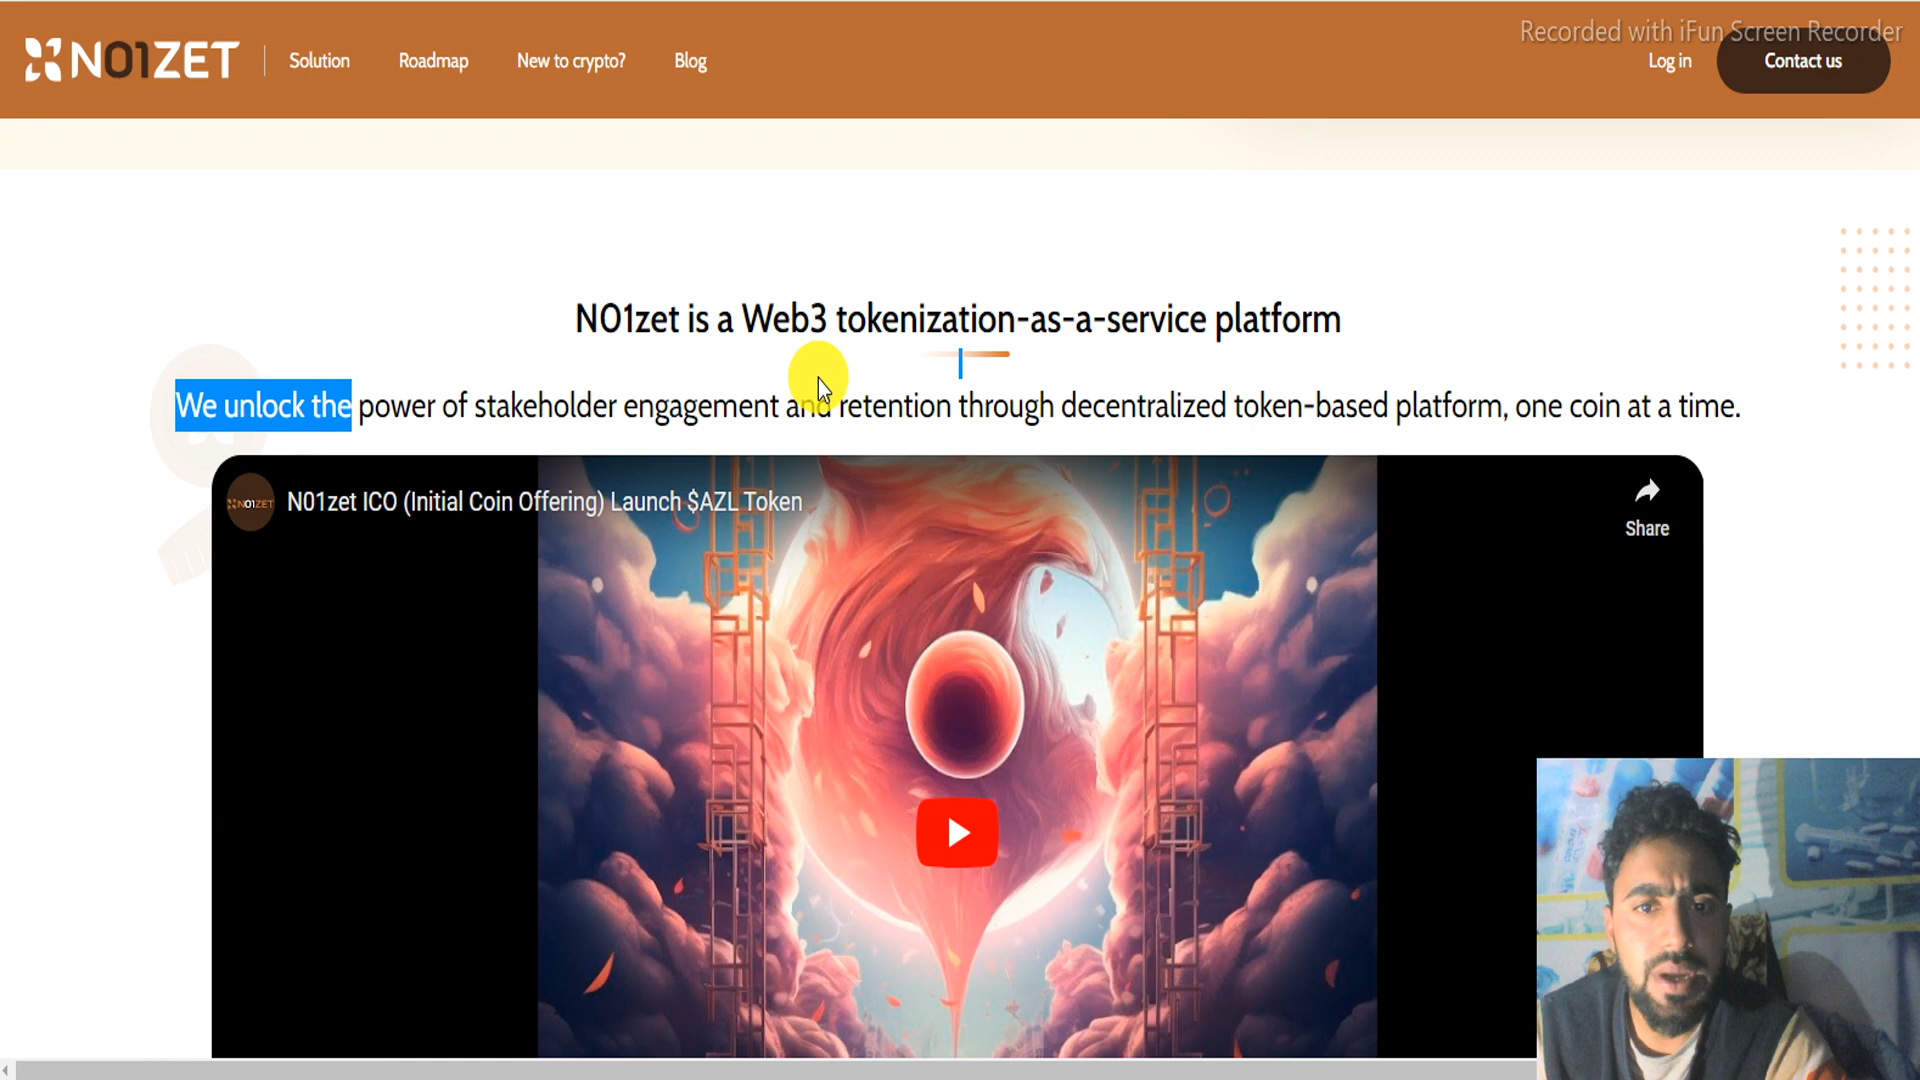 Recorded with iFun Screen Recorder
N01ZET
Solution
Roadmap
New to crypto?
Blog
Log in
Contact us
N01zet is a Web3 tokenization-as-a-service platform
We unlock the power of stakeholder engagement and retention through decentralized token-based platform, one coin at a time.
N01ZET
N01zet ICO (Initial Coin Offering) Launch $AZL Token
Share